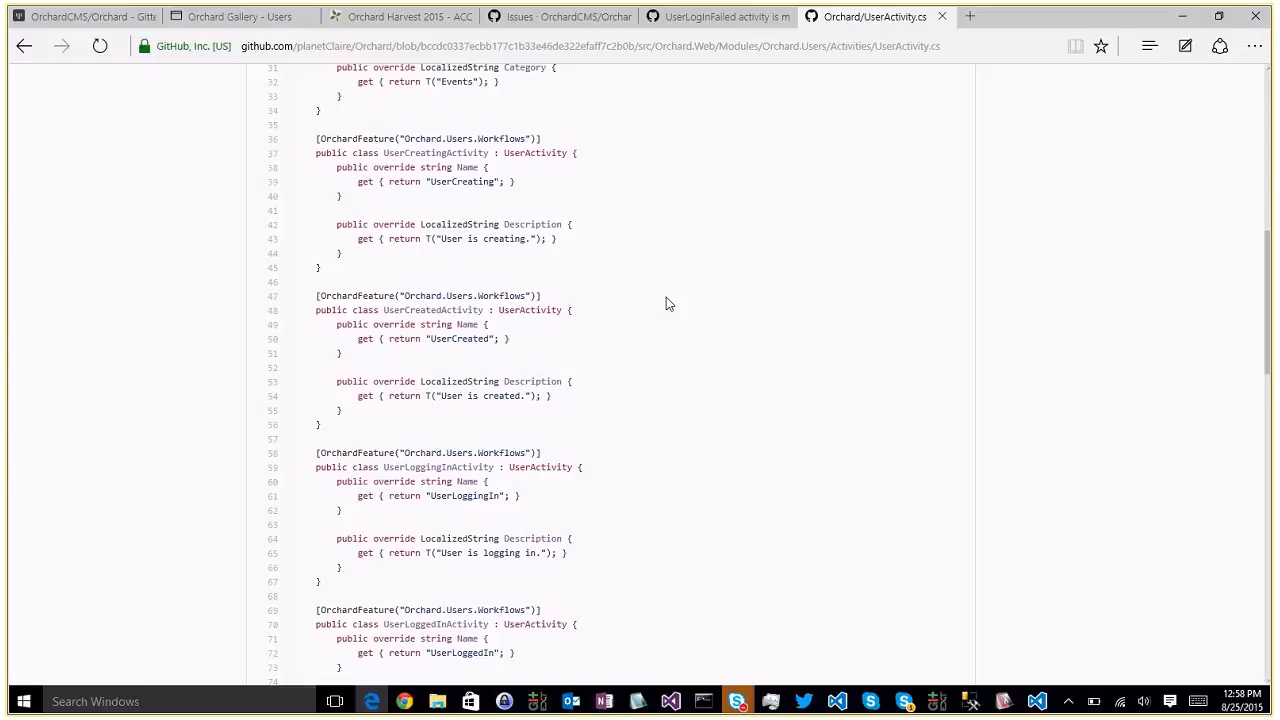 OrchardCMS/Orchard - Gitte
Orchard Gallery - Users
Orchard Harvest 2015 - ACC
Issues · OrchardCMS/Orchar
UserLogInFailed activity is m
Orchard/UserActivity.cs
GitHub, Inc. [US]
github.com/planetClaire/Orchard/blob/bccdc0337ecbb177c1b33e46de322efaff7c2b0b/src/Orchard.Web/Modules/Orchard.Users/Activities/UserActivity.cs
31 public override LocalizedString Category {
32 get { return T("Events"); }
33 }
34 }
35
36 [OrchardFeature("Orchard.Users.Workflows")]
37 public class UserCreatingActivity : UserActivity {
38 public override string Name {
39 get { return "UserCreating"; }
40 }
41
42 public override LocalizedString Description {
43 get { return T("User is creating."); }
44 }
45 }
46
47 [OrchardFeature("Orchard.Users.Workflows")]
48 public class UserCreatedActivity : UserActivity {
49 public override string Name {
50 get { return "UserCreated"; }
51 }
52
53 public override LocalizedString Description {
54 get { return T("User is created."); }
55 }
56 }
57
58 [OrchardFeature("Orchard.Users.Workflows")]
59 public class UserLoggingInActivity : UserActivity {
60 public override string Name {
61 get { return "UserLoggingIn"; }
62 }
63
64 public override LocalizedString Description {
65 get { return T("User is logging in."); }
66 }
67 }
68
69 [OrchardFeature("Orchard.Users.Workflows")]
70 public class UserLoggedInActivity : UserActivity {
71 public override string Name {
72 get { return "UserLoggedIn"; }
73 }
74
Search Windows
12:58 PM
8/25/2015